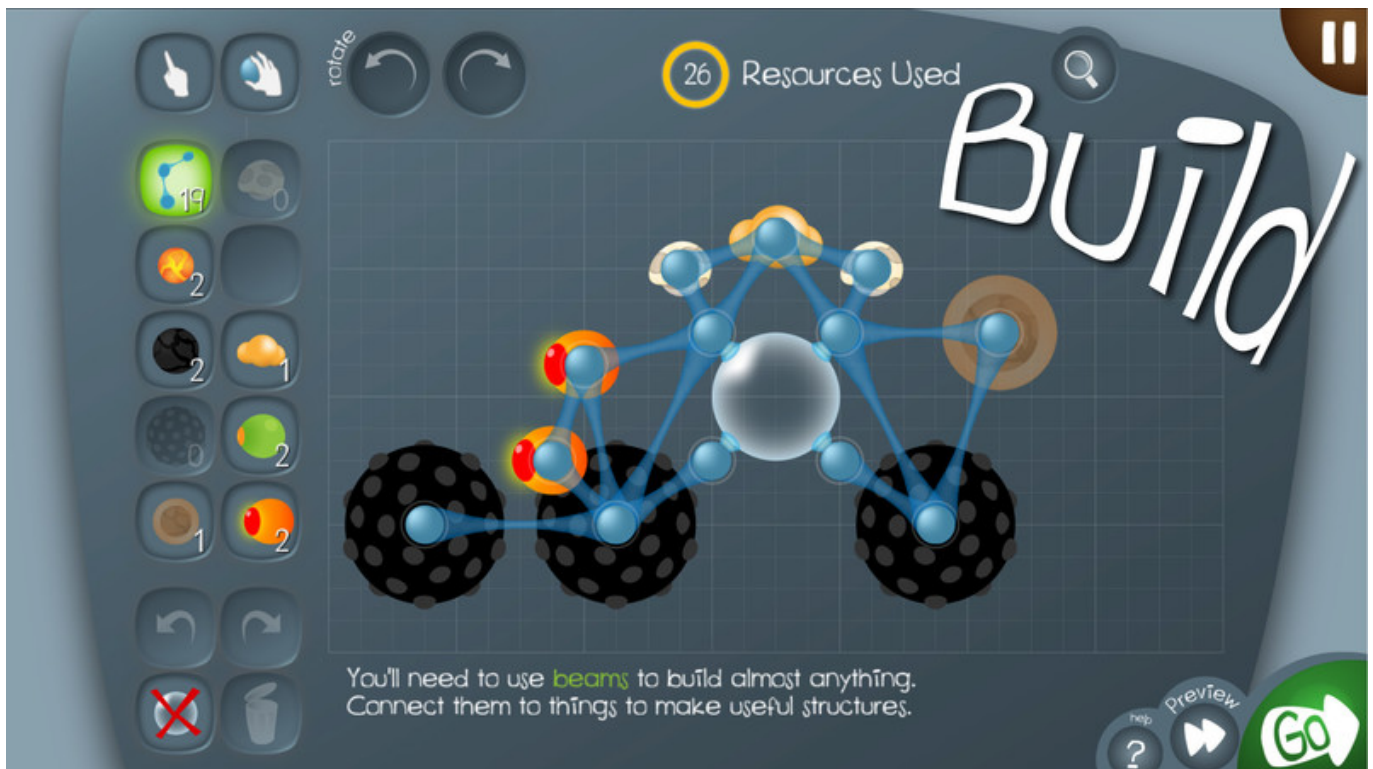 rotate
26 Resources Used
Build
19
0
2
2
1
0
2
1
2
You'll need to use beams to build almost anything.
Connect them to things to make useful structures.
help
?
Preview
Go